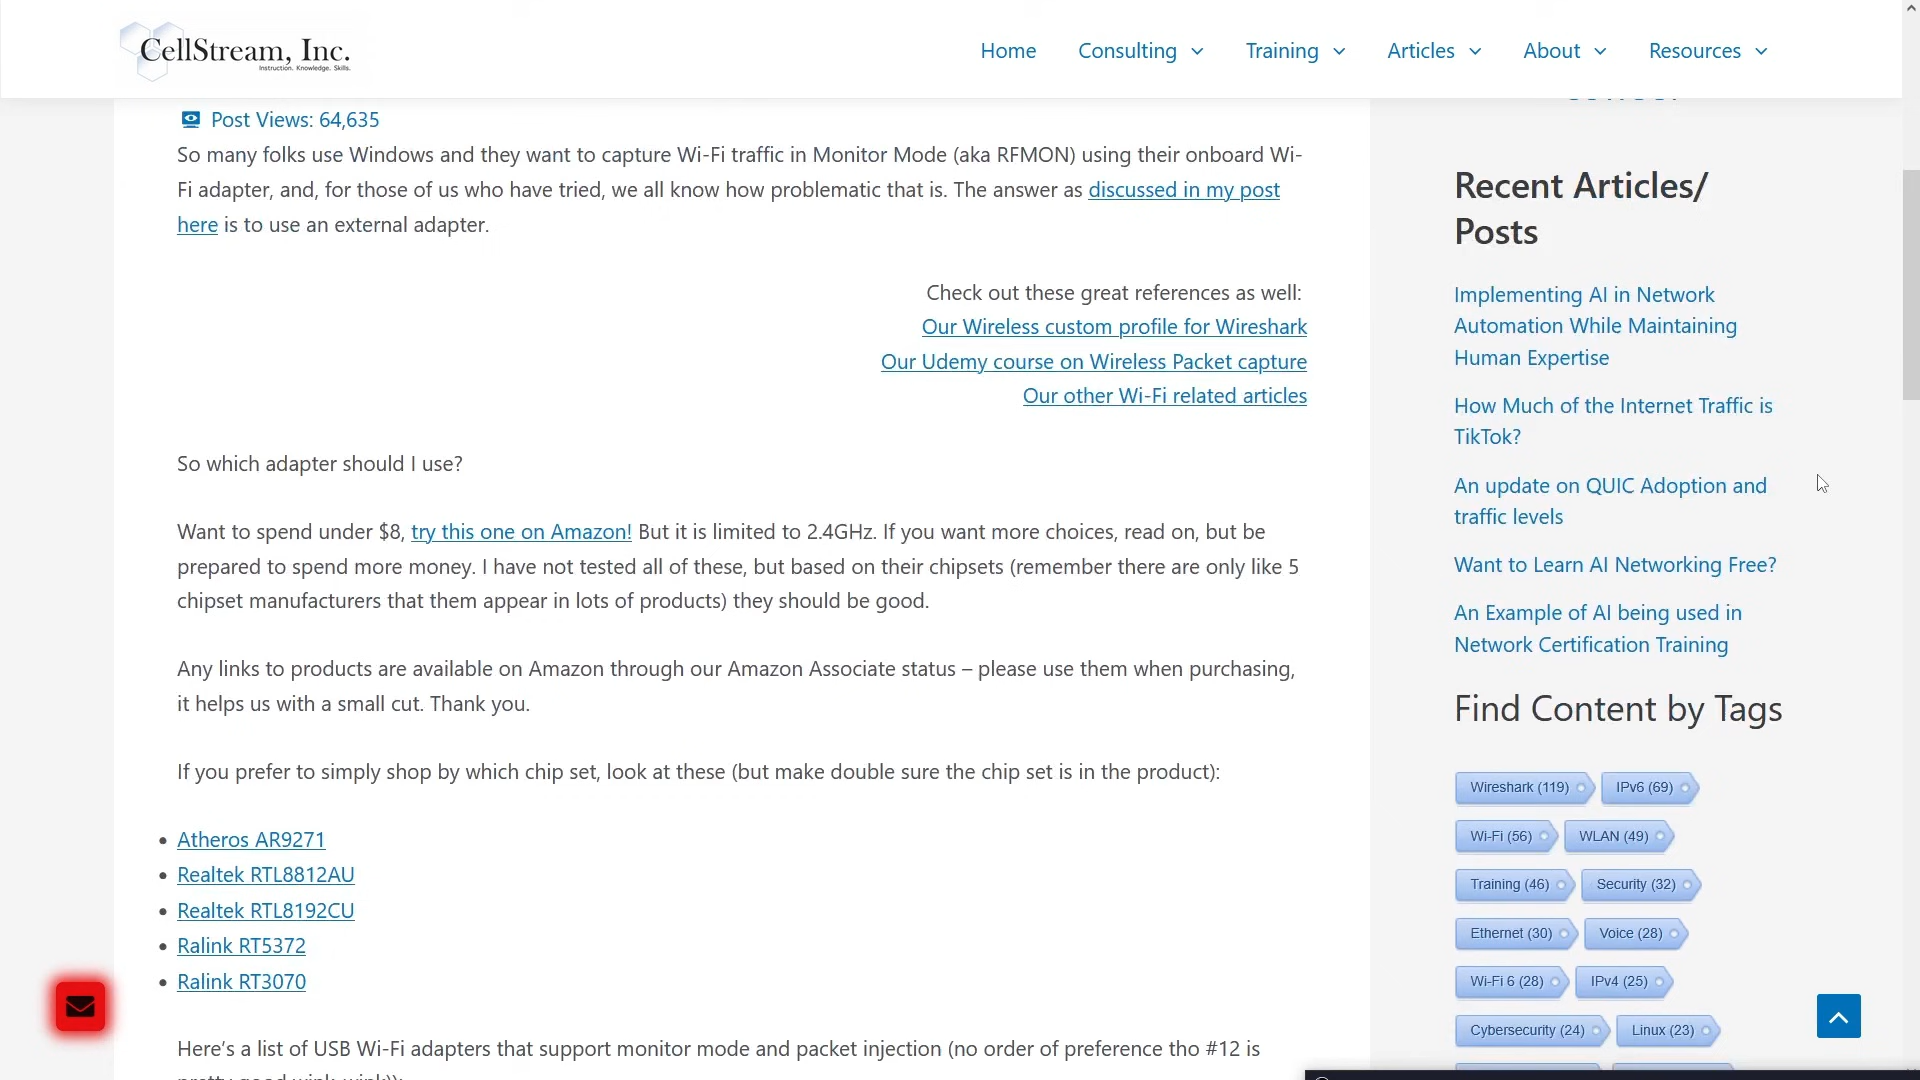 CellStream, Inc.
Instruction. Knowledge. Skills.
Home
Consulting
Training
Articles
About
Resources
Post Views: 64,635
So many folks use Windows and they want to capture Wi-Fi traffic in Monitor Mode (aka RFMON) using their onboard Wi-
Fi adapter, and, for those of us who have tried, we all know how problematic that is. The answer as discussed in my post
here is to use an external adapter.
Check out these great references as well:
Our Wireless custom profile for Wireshark
Our Udemy course on Wireless Packet capture
Our other Wi-Fi related articles
So which adapter should I use?
Want to spend under $8, try this one on Amazon! But it is limited to 2.4GHz. If you want more choices, read on, but be
prepared to spend more money. I have not tested all of these, but based on their chipsets (remember there are only like 5
chipset manufacturers that them appear in lots of products) they should be good.
Any links to products are available on Amazon through our Amazon Associate status – please use them when purchasing,
it helps us with a small cut. Thank you.
If you prefer to simply shop by which chip set, look at these (but make double sure the chip set is in the product):
• Atheros AR9271
• Realtek RTL8812AU
• Realtek RTL8192CU
• Ralink RT5372
• Ralink RT3070
Here's a list of USB Wi-Fi adapters that support monitor mode and packet injection (no order of preference tho #12 is
Recent Articles/
Posts
Implementing AI in Network
Automation While Maintaining
Human Expertise
How Much of the Internet Traffic is
TikTok?
An update on QUIC Adoption and
traffic levels
Want to Learn AI Networking Free?
An Example of AI being used in
Network Certification Training
Find Content by Tags
Wireshark (119)
IPv6 (69)
Wi-Fi (56)
WLAN (49)
Training (46)
Security (32)
Ethernet (30)
Voice (28)
Wi-Fi 6 (28)
IPv4 (25)
Cybersecurity (24)
Linux (23)